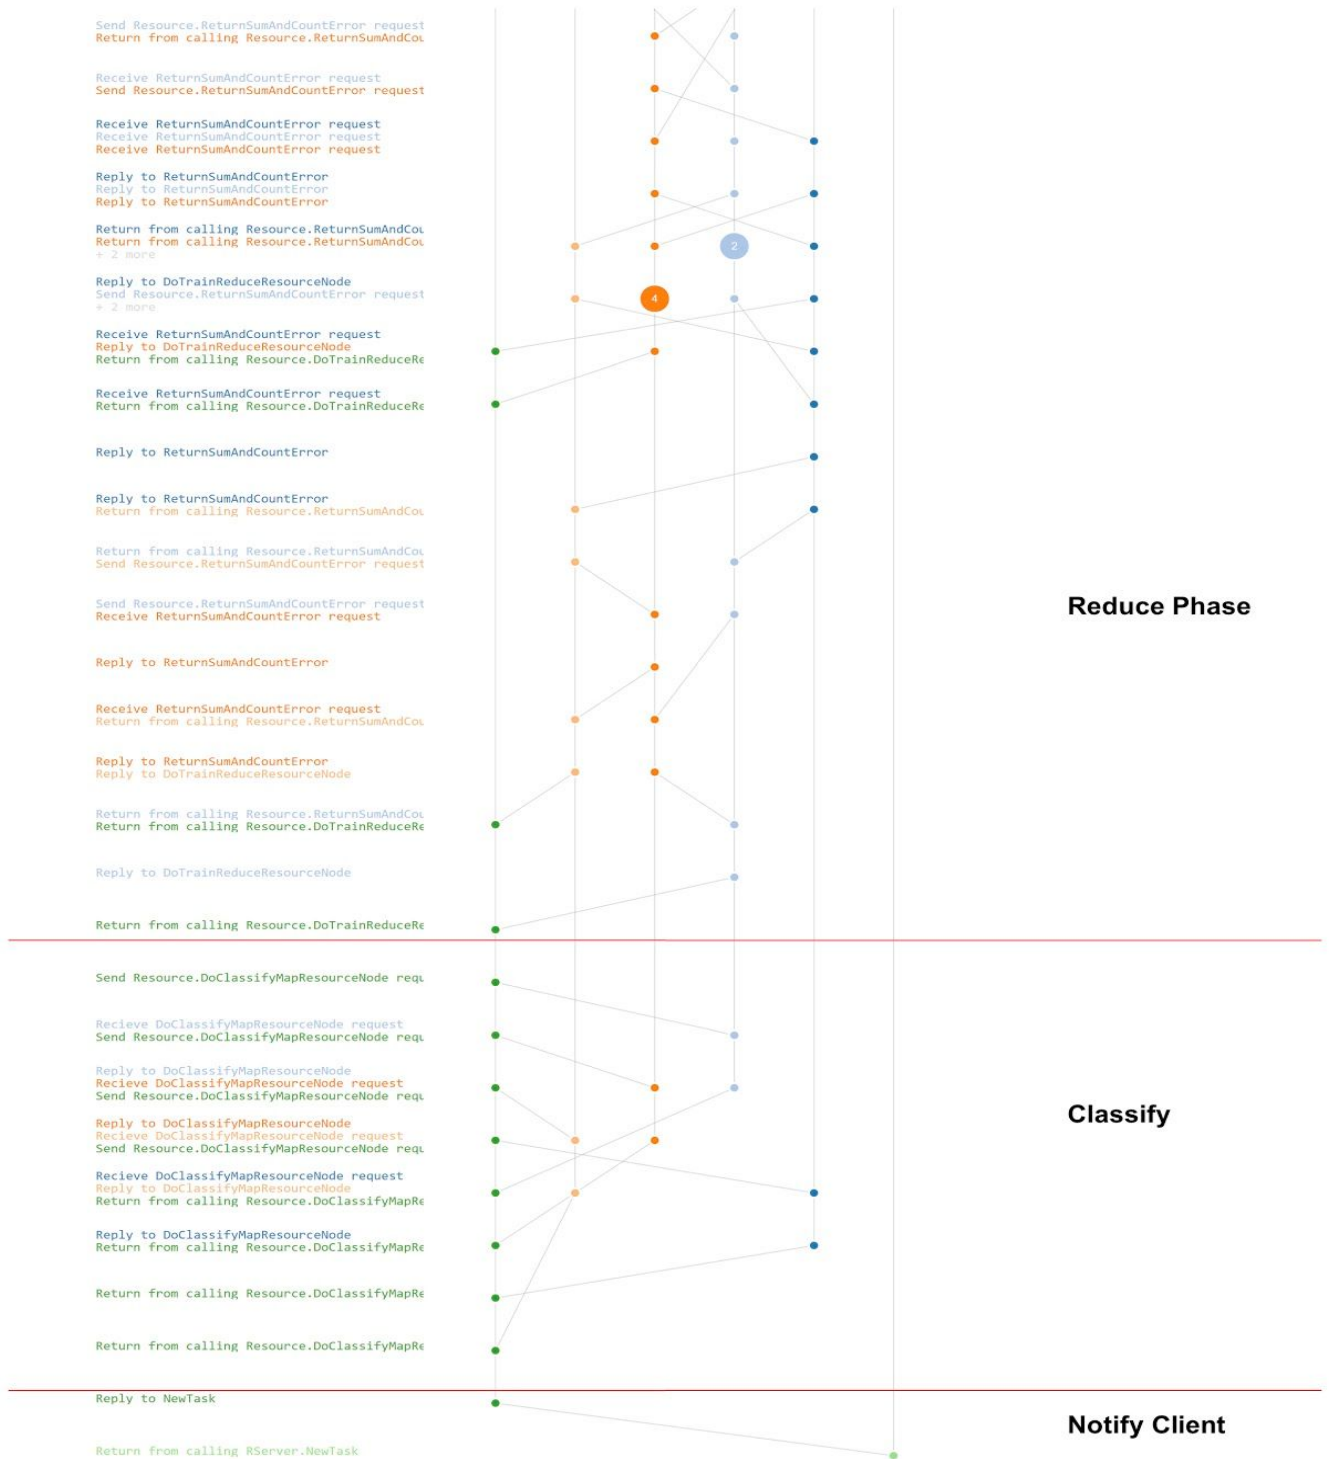 Send Resource.ReturnSumAndCountError request
Return from calling Resource.ReturnSumAndCou
Receive ReturnSumAndCountError request
Send Resource.ReturnSumAndCountError request
Receive ReturnSumAndCountError request
Receive ReturnSumAndCountError request
Receive ReturnSumAndCountError request
Reply to ReturnSumAndCountError
Reply to ReturnSumAndCountError
Reply to ReturnSumAndCountError
Return from calling Resource.ReturnSumAndCou
Return from calling Resource.ReturnSumAndCou
+ 2 more
2
Reply to DoTrainReduceResourceNode
Send Resource.ReturnSumAndCountError request
+ 2 more
4
Receive ReturnSumAndCountError request
Reply to DoTrainReduceResourceNode
Return from calling Resource.DoTrainReduceRe
Receive ReturnSumAndCountError request
Return from calling Resource.DoTrainReduceRe
Reply to ReturnSumAndCountError
Reply to ReturnSumAndCountError
Return from calling Resource.ReturnSumAndCou
Return from calling Resource.ReturnSumAndCou
Send Resource.ReturnSumAndCountError request
Send Resource.ReturnSumAndCountError request
Receive ReturnSumAndCountError request
Reduce Phase
Reply to ReturnSumAndCountError
Receive ReturnSumAndCountError request
Return from calling Resource.ReturnSumAndCou
Reply to ReturnSumAndCountError
Reply to DoTrainReduceResourceNode
Return from calling Resource.ReturnSumAndCou
Return from calling Resource.DoTrainReduceRe
Reply to DoTrainReduceResourceNode
Return from calling Resource.DoTrainReduceRe
Send Resource.DoClassifyMapResourceNode requ
Recieve DoClassifyMapResourceNode request
Send Resource.DoClassifyMapResourceNode requ
Reply to DoClassifyMapResourceNode
Recieve DoClassifyMapResourceNode request
Send Resource.DoClassifyMapResourceNode requ
Classify
Reply to DoClassifyMapResourceNode
Recieve DoClassifyMapResourceNode request
Send Resource.DoClassifyMapResourceNode requ
Recieve DoClassifyMapResourceNode request
Reply to DoClassifyMapResourceNode
Return from calling Resource.DoClassifyMapRe
Reply to DoClassifyMapResourceNode
Return from calling Resource.DoClassifyMapRe
Return from calling Resource.DoClassifyMapRe
Return from calling Resource.DoClassifyMapRe
Reply to NewTask
Notify Client
Return from calling RServer.NewTask